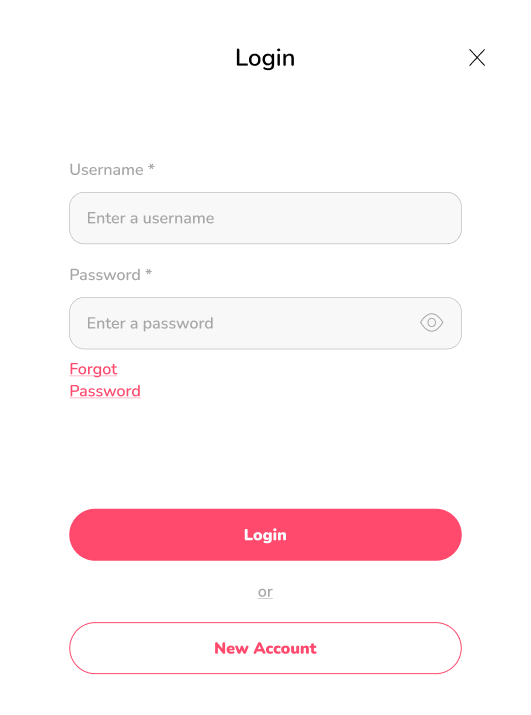 Login
Username *
Enter a username
Password *
Enter a password
Forgot
Password
Login
or
New Account